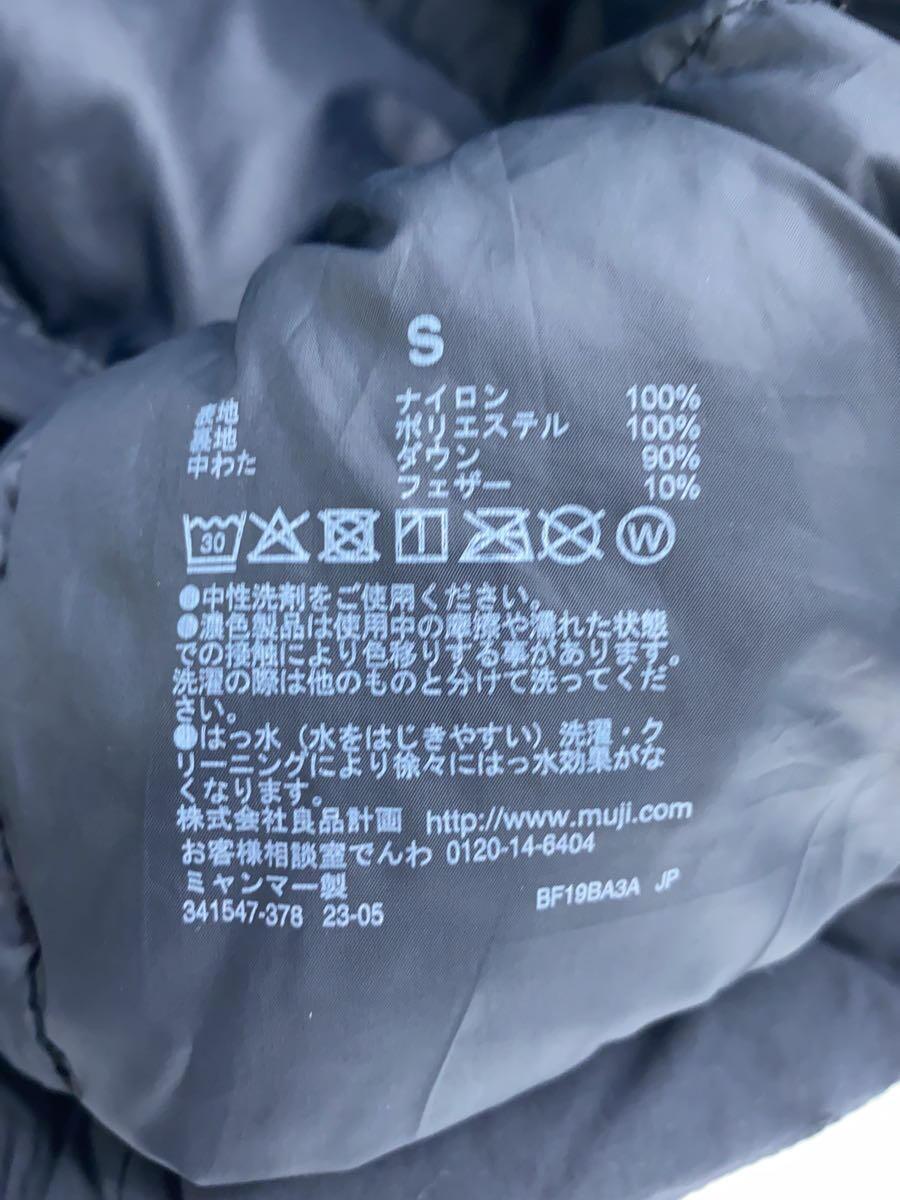 S
表地 ナイロン 100%
裏地 ポリエステル 100%
中わた ダウン 90%
フェザー 10%
30 W
●中性洗剤をご使用ください。
●濃色製品は使用中の摩擦や濡れた状態
での接触により色移りする事があります。
洗濯の際は他のものと分けて洗ってくだ
さい。
●はっ水（水をはじきやすい）洗濯・ク
リーニングにより徐々にはっ水効果がな
くなります。
株式会社良品計画 http://www.muji.com
お客様相談室でんわ 0120-14-6404
ミャンマー製
341547-378 23-05 BF19BA3A JP